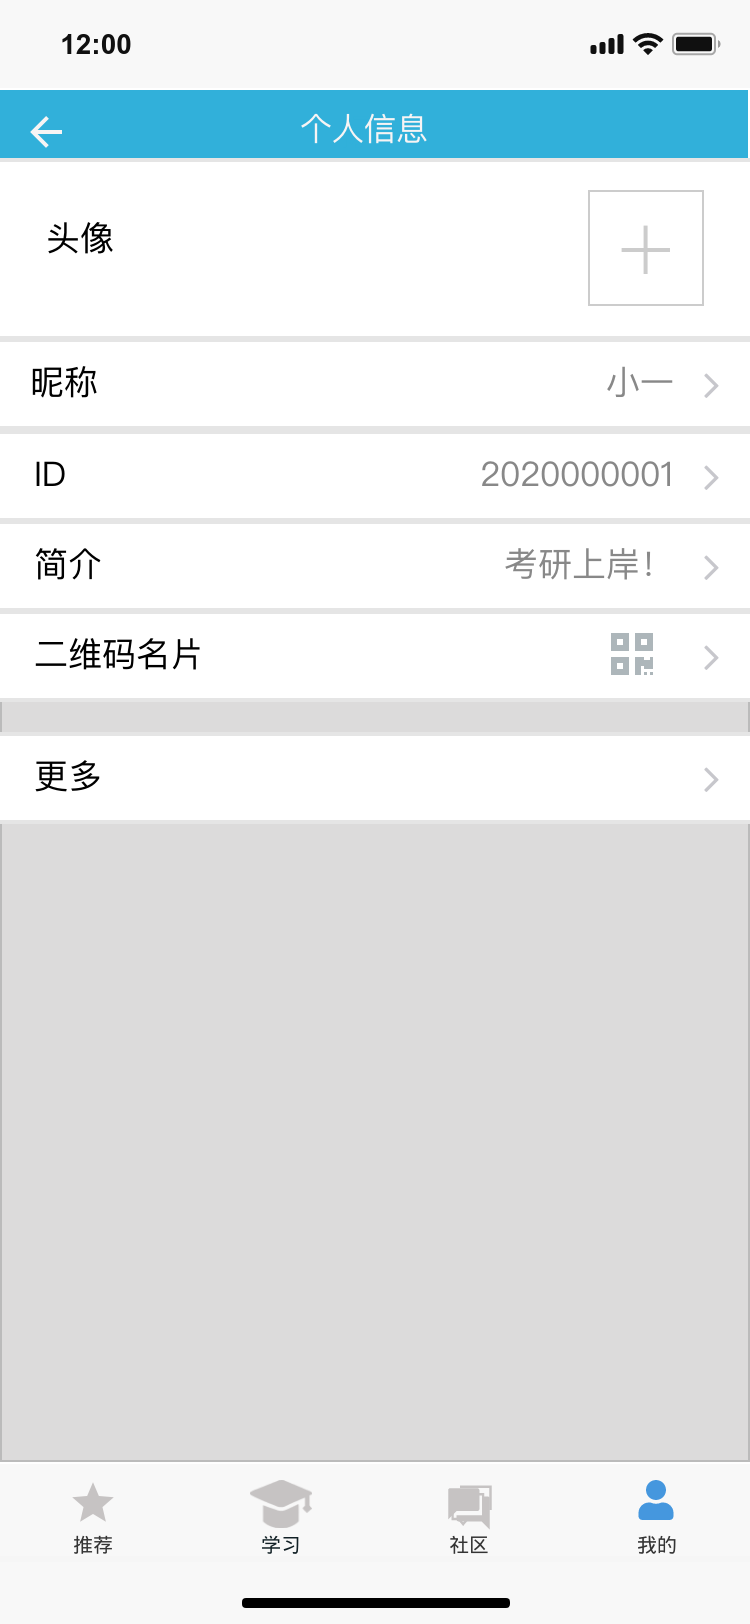 12:00
个人信息
头像
昵称 小一
ID 2020000001
简介 考研上岸!
二维码名片
更多
推荐 学习 社区 我的